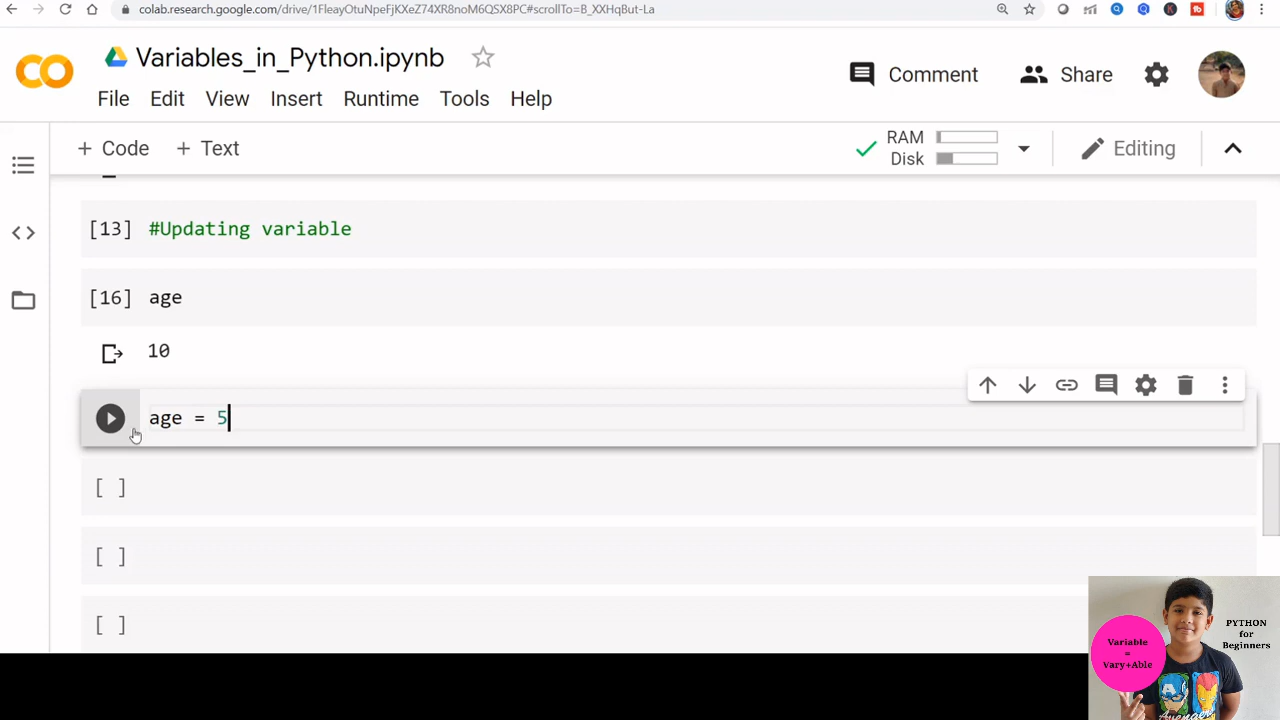 colab.research.google.com/drive/1FleayOtuNpeFjKXeZ74XR8noM6QSX8PC#scrollTo=B_XXHqBut-La
Variables_in_Python.ipynb
Comment
Share
File Edit View Insert Runtime Tools Help
+ Code + Text
RAM
Disk
Editing
[13] #Updating variable
[16] age
10
age = 5
[ ]
[ ]
[ ]
Variable
=
Vary+Able
PYTHON
for
Beginners